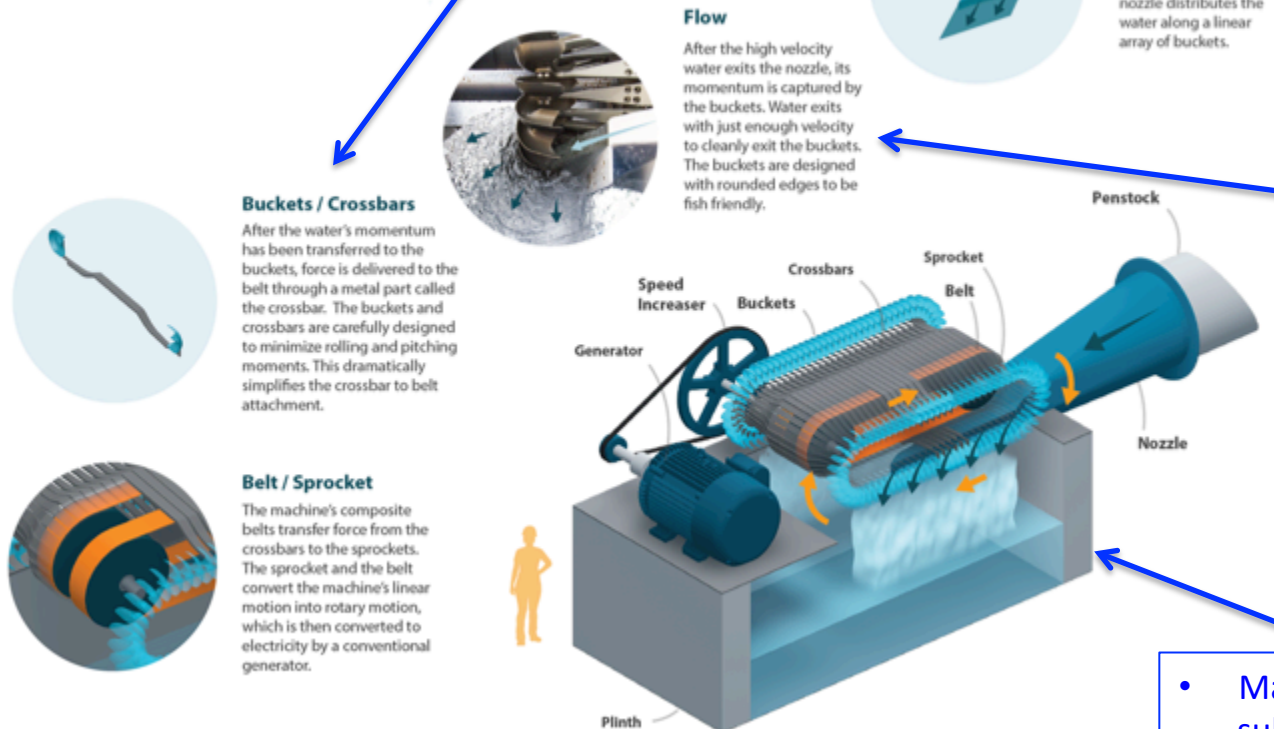 nozzle distributes the
water along a linear
array of buckets.
Flow
After the high velocity
water exits the nozzle, its
momentum is captured by
the buckets. Water exits
with just enough velocity
to cleanly exit the buckets.
The buckets are designed
with rounded edges to be
fish friendly.
Buckets / Crossbars
After the water's momentum
has been transferred to the
buckets, force is delivered to the
belt through a metal part called
the crossbar. The buckets and
crossbars are carefully designed
to minimize rolling and pitching
moments. This dramatically
simplifies the crossbar to belt
attachment.
Penstock
Sprocket
Crossbars
Belt
Speed
Increaser
Buckets
Generator
Nozzle
Belt / Sprocket
The machine's composite
belts transfer force from the
crossbars to the sprockets.
The sprocket and the belt
convert the machine's linear
motion into rotary motion,
which is then converted to
electricity by a conventional
generator.
Plinth